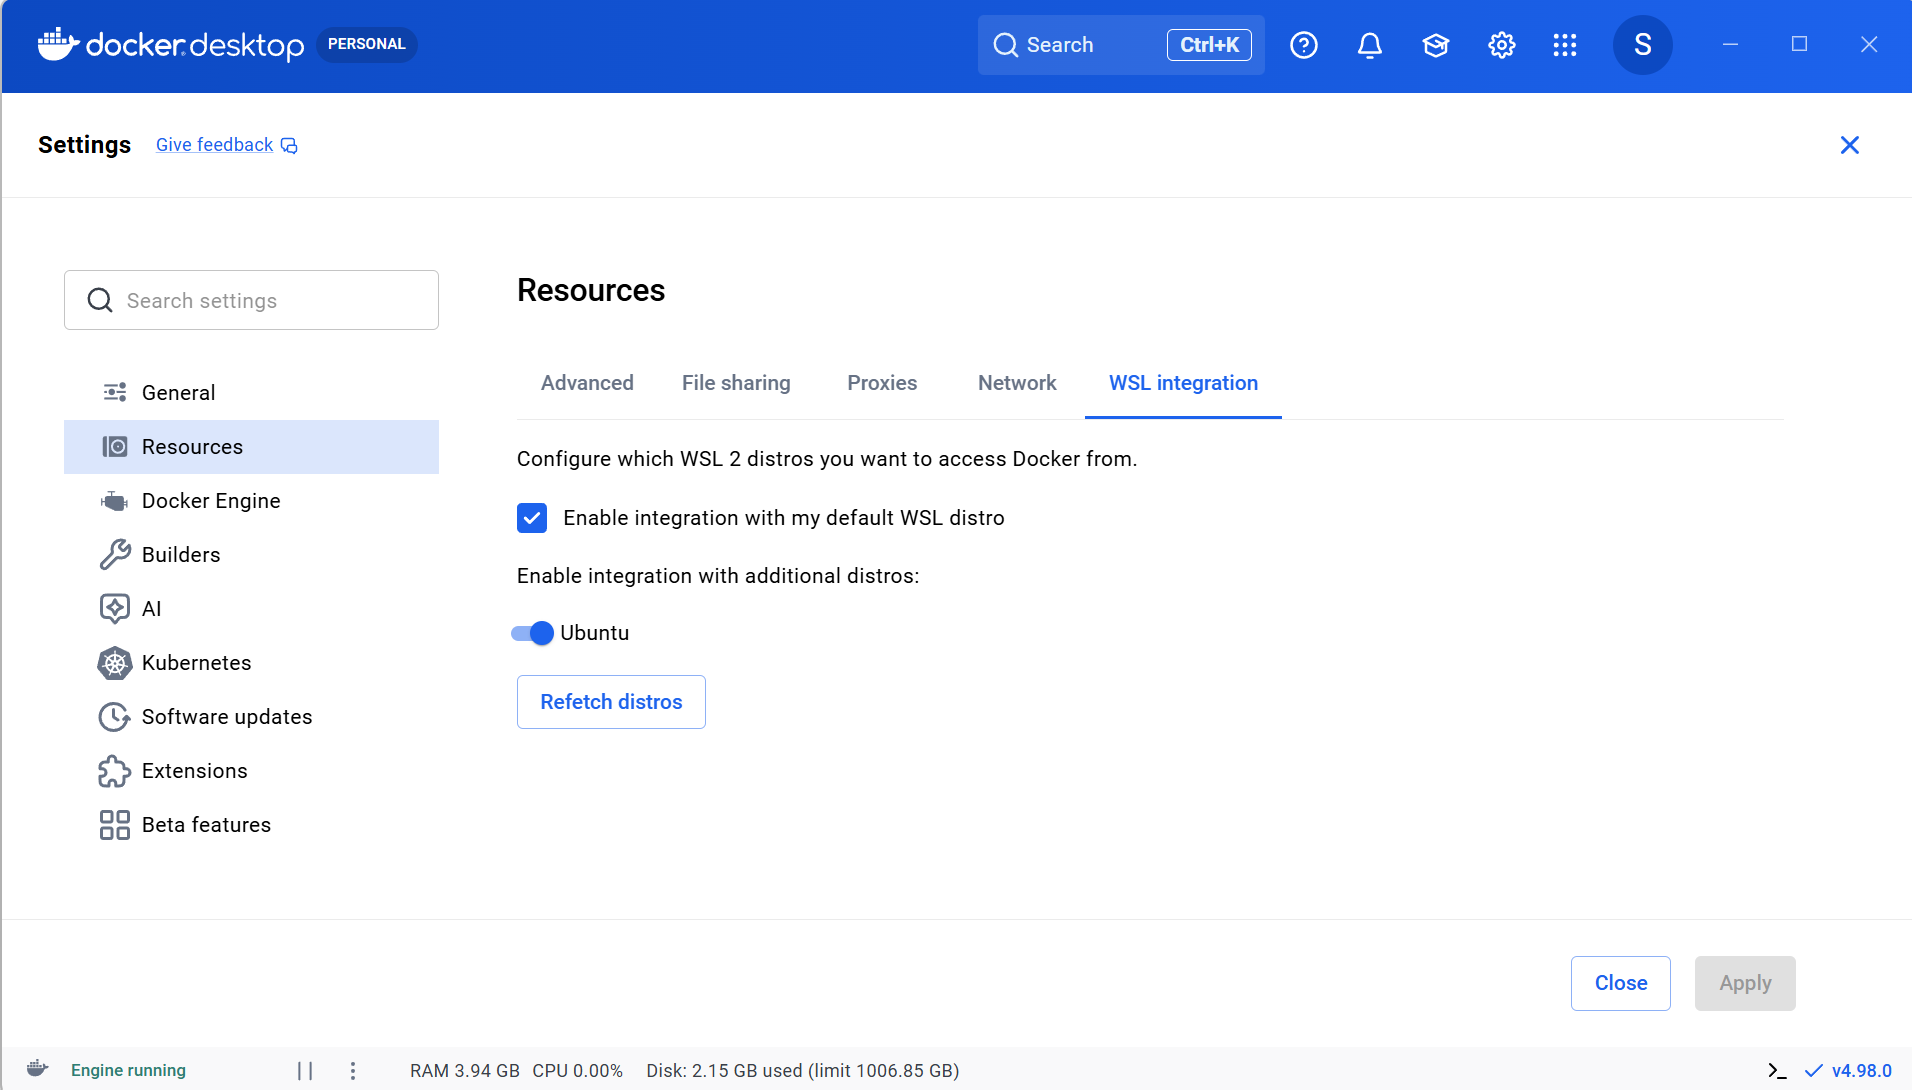 docker desktop PERSONAL Search Ctrl+K S
Settings Give feedback
Search settings
General
Resources
Docker Engine
Builders
AI
Kubernetes
Software updates
Extensions
Beta features
Resources
Advanced File sharing Proxies Network WSL integration
Configure which WSL 2 distros you want to access Docker from.
Enable integration with my default WSL distro
Enable integration with additional distros:
Ubuntu
Refetch distros
Close Apply
Engine running RAM 3.94 GB CPU 0.00% Disk: 2.15 GB used (limit 1006.85 GB) v4.98.0